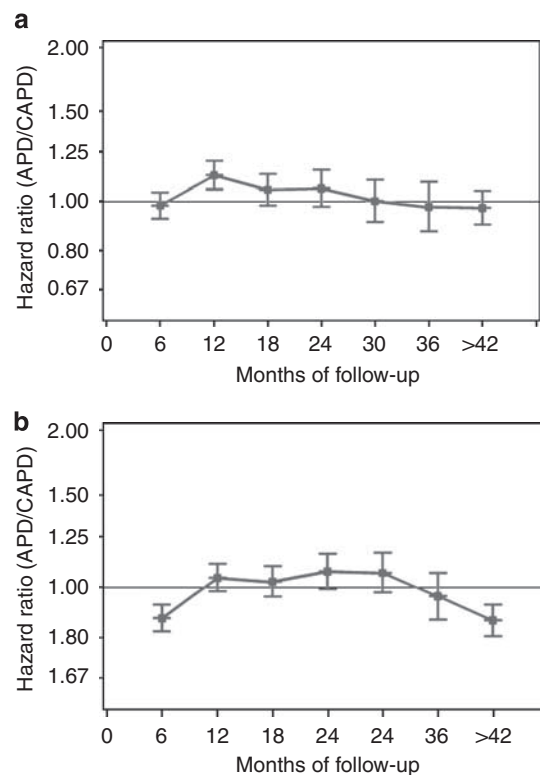 a
Hazard ratio (APD/CAPD)
2.00
1.50
1.25
1.00
0.80
0.67
0 6 12 18 24 30 36 >42
Months of follow-up
b
Hazard ratio (APD/CAPD)
2.00
1.50
1.25
1.00
1.80
1.67
0 6 12 18 24 24 36 >42
Months of follow-up